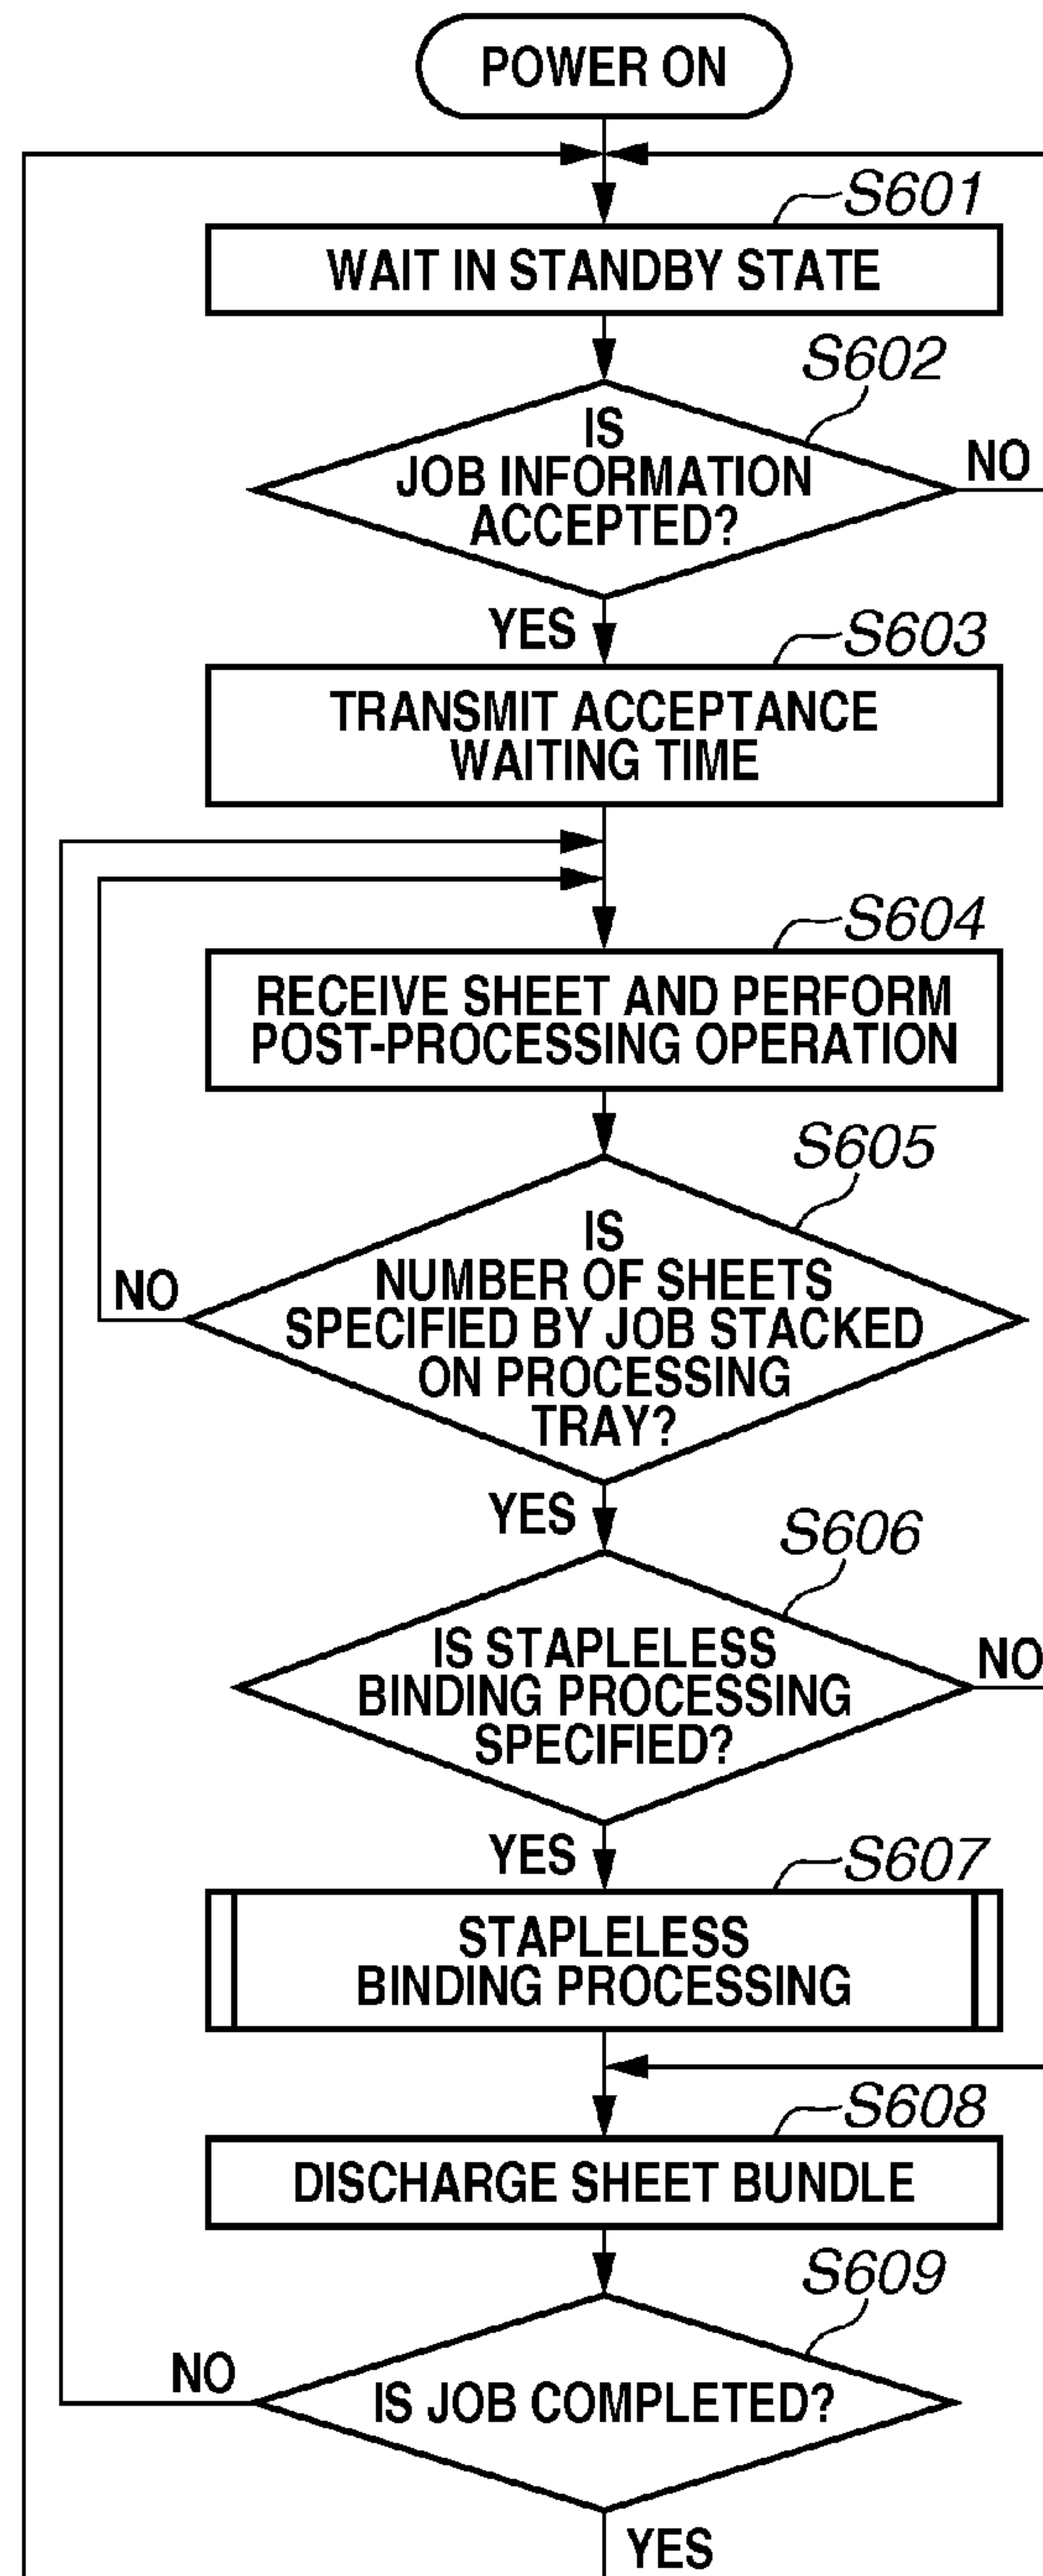 POWER ON
S601
WAIT IN STANDBY STATE
S602
IS
JOB INFORMATION
ACCEPTED?
NO
YES
S603
TRANSMIT ACCEPTANCE
WAITING TIME
S604
RECEIVE SHEET AND PERFORM
POST-PROCESSING OPERATION
S605
IS
NUMBER OF SHEETS
SPECIFIED BY JOB STACKED
ON PROCESSING
TRAY?
NO
YES
S606
IS STAPLELESS
BINDING PROCESSING
SPECIFIED?
NO
YES
S607
STAPLELESS
BINDING PROCESSING
S608
DISCHARGE SHEET BUNDLE
S609
NO
IS JOB COMPLETED?
YES